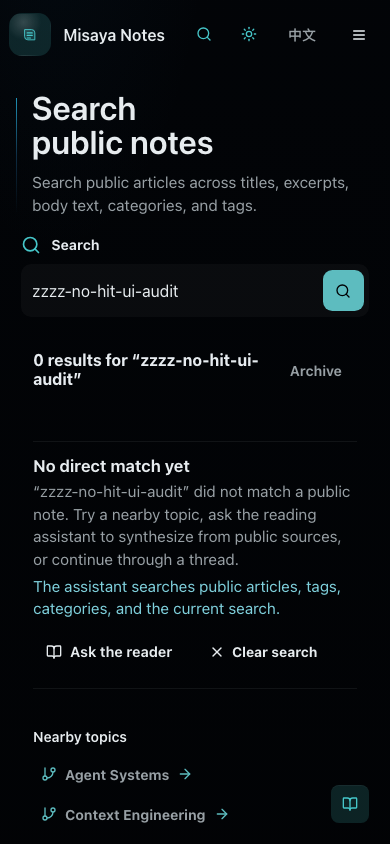 Misaya Notes
中文
Search
public notes
Search public articles across titles, excerpts,
body text, categories, and tags.
Search
zzzz-no-hit-ui-audit
0 results for “zzzz-no-hit-ui-
audit”
Archive
No direct match yet
“zzzz-no-hit-ui-audit” did not match a public
note. Try a nearby topic, ask the reading
assistant to synthesize from public sources,
or continue through a thread.
The assistant searches public articles, tags,
categories, and the current search.
Ask the reader
Clear search
Nearby topics
Agent Systems
Context Engineering